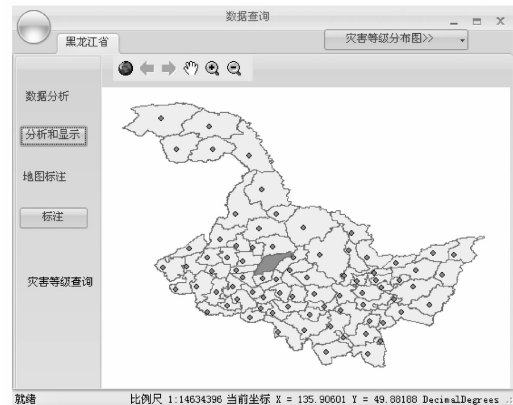 数据查询
黑龙江省
灾害等级分布图>>
数据分析
分析和显示
地图标注
标注
灾害等级查询
就绪 比例尺 1:14634396 当前坐标 X = 135.90601 Y = 49.88188 DecimalDegrees